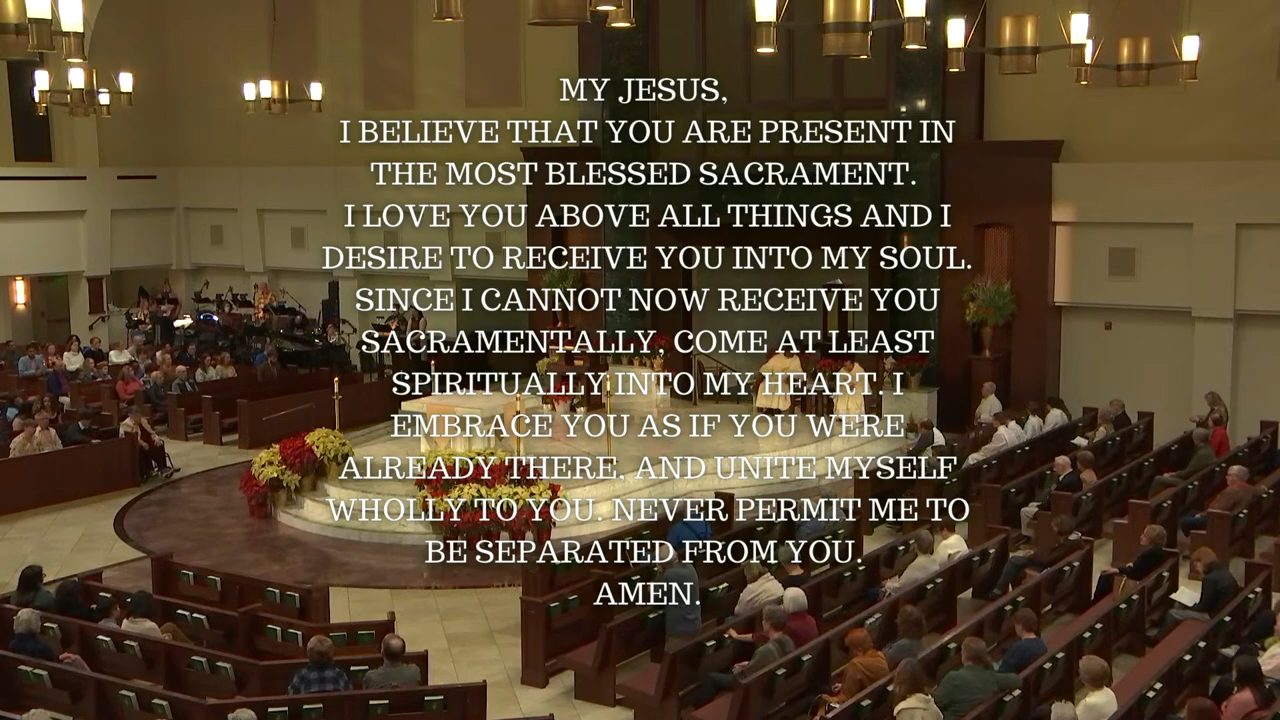 MY JESUS,
I BELIEVE THAT YOU ARE PRESENT IN
THE MOST BLESSED SACRAMENT.
I LOVE YOU ABOVE ALL THINGS AND I
DESIRE TO RECEIVE YOU INTO MY SOUL.
SINCE I CANNOT NOW RECEIVE YOU
SACRAMENTALLY, COME AT LEAST
SPIRITUALLY INTO MY HEART. I
EMBRACE YOU AS IF YOU WERE
ALREADY THERE, AND UNITE MYSELF
WHOLLY TO YOU. NEVER PERMIT ME TO
BE SEPARATED FROM YOU.
AMEN.